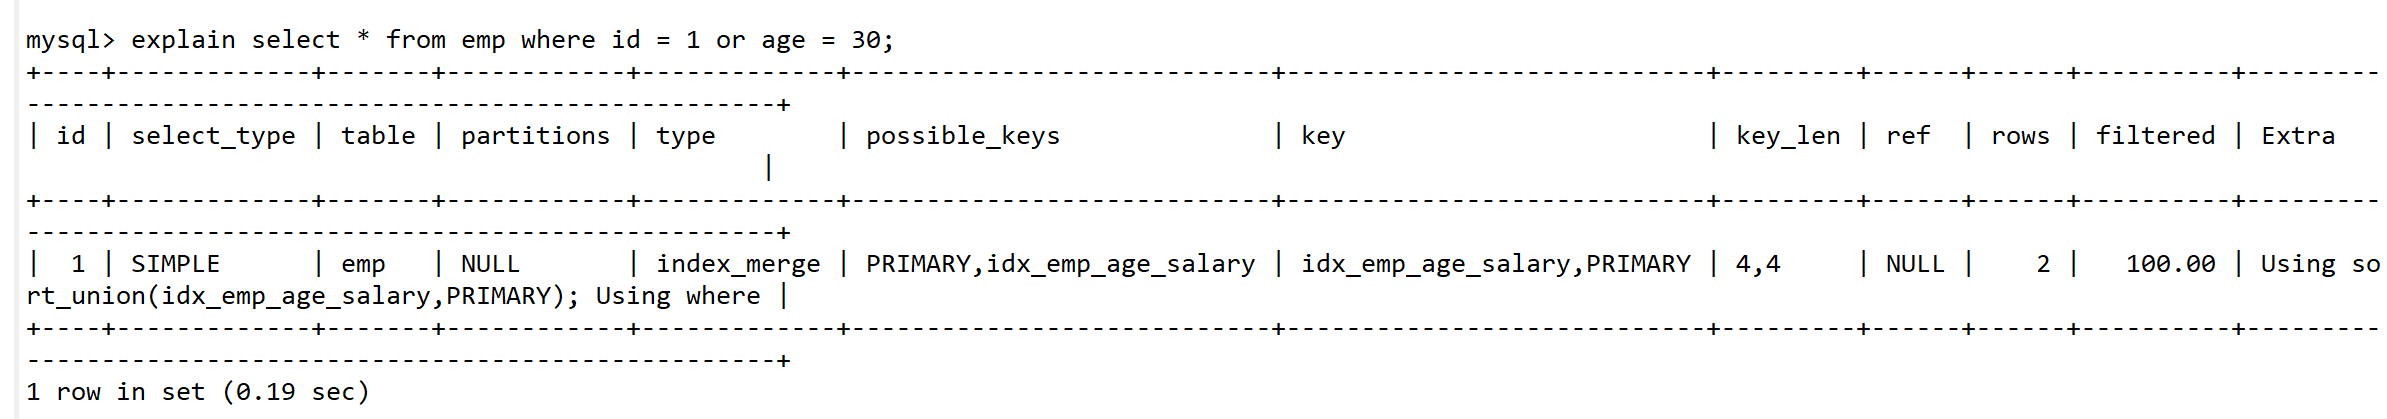 mysql> explain select * from emp where id = 1 or age = 30;
+----+-------------+-------+------------+-------------+----------------------------+----------------------------+---------+------+------+----------+---------
--------------------------------------------------+
| id | select_type | table | partitions | type        | possible_keys              | key                        | key_len | ref  | rows | filtered | Extra
                                                 |
+----+-------------+-------+------------+-------------+----------------------------+----------------------------+---------+------+------+----------+---------
--------------------------------------------------+
|  1 | SIMPLE      | emp   | NULL       | index_merge | PRIMARY,idx_emp_age_salary | idx_emp_age_salary,PRIMARY | 4,4     | NULL |    2 |   100.00 | Using so
rt_union(idx_emp_age_salary,PRIMARY); Using where |
+----+-------------+-------+------------+-------------+----------------------------+----------------------------+---------+------+------+----------+---------
--------------------------------------------------+
1 row in set (0.19 sec)